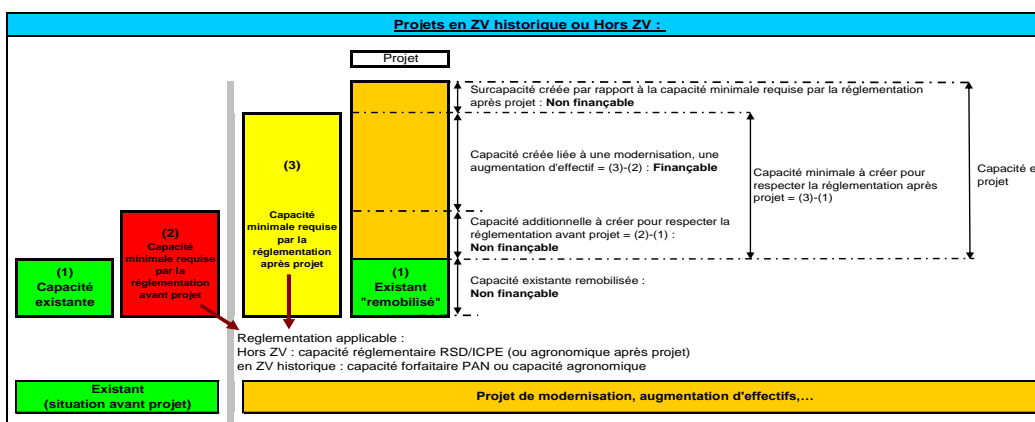 Projets en ZV historique ou Hors ZV :
Projet
Surcapacité créée par rapport à la capacité minimale requise par la réglementation
après projet : Non finançable
(3)
Capacité
minimale requise
par la
réglementation
après projet
Capacité créée liée à une modernisation, une
augmentation d'effectif = (3)-(2) : Finançable
Capacité minimale à créer pour
respecter la réglementation après
projet = (3)-(1)
Capacité e
projet
(2)
Capacité
minimale requise
par la
réglementation
avant projet
Capacité additionnelle à créer pour respecter la
réglementation avant projet = (2)-(1) :
Non finançable
(1)
Capacité
existante
(1)
Existant
"remobilisé"
Capacité existante remobilisée :
Non finançable
Reglementation applicable :
Hors ZV : capacité réglementaire RSD/ICPE (ou agronomique après projet)
en ZV historique : capacité forfaitaire PAN ou capacité agronomique
Existant
(situation avant projet)
Projet de modernisation, augmentation d'effectifs,...